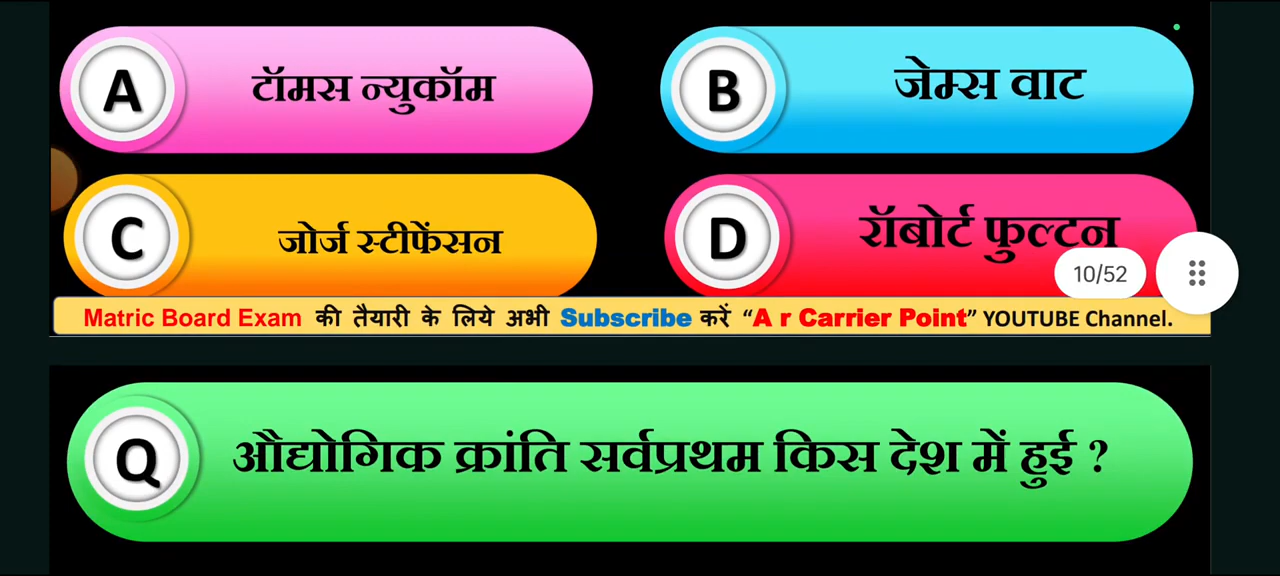 A टॉमस न्युकॉम
B जेम्स वाट
C जोर्ज स्टीफेंसन
D रॉबोर्ट फुल्टन
10/52
Matric Board Exam की तैयारी के लिये अभी Subscribe करें “A r Carrier Point” YOUTUBE Channel.
Q औद्योगिक क्रांति सर्वप्रथम किस देश में हुई ?